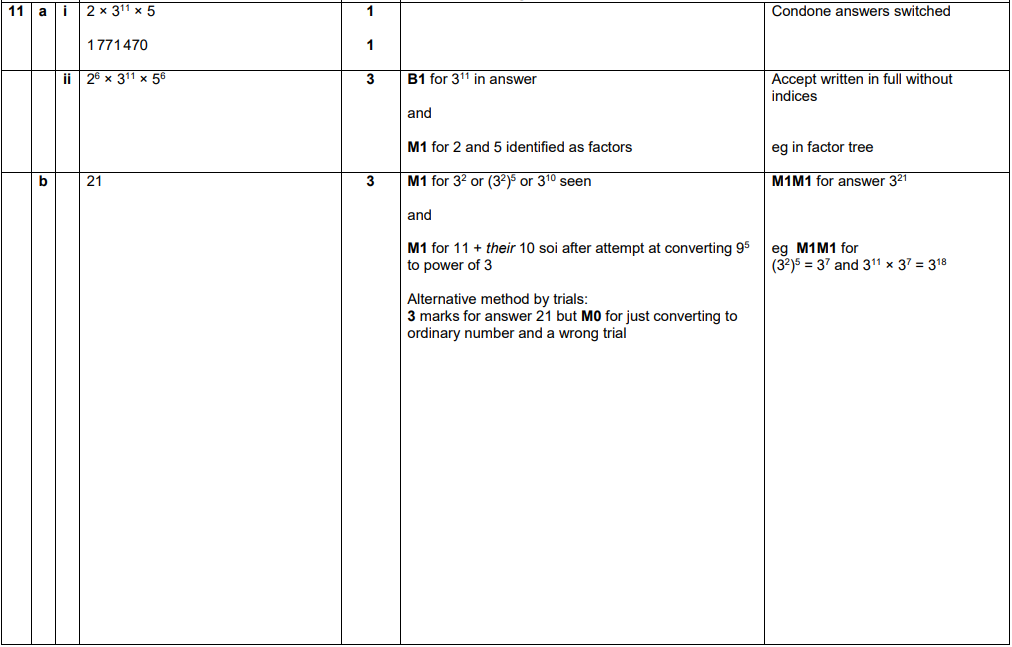 11 a i 2 × 3¹¹ × 5 1 Condone answers switched
1 771 470 1
ii 2⁶ × 3¹¹ × 5⁶ 3 B1 for 3¹¹ in answer Accept written in full without
indices
and
M1 for 2 and 5 identified as factors eg in factor tree
b 21 3 M1 for 3² or (3²)⁵ or 3¹⁰ seen M1M1 for answer 3²¹
and
M1 for 11 + their 10 soi after attempt at converting 9⁵ eg M1M1 for
to power of 3 (3²)⁵ = 3⁷ and 3¹¹ × 3⁷ = 3¹⁸
Alternative method by trials:
3 marks for answer 21 but M0 for just converting to
ordinary number and a wrong trial